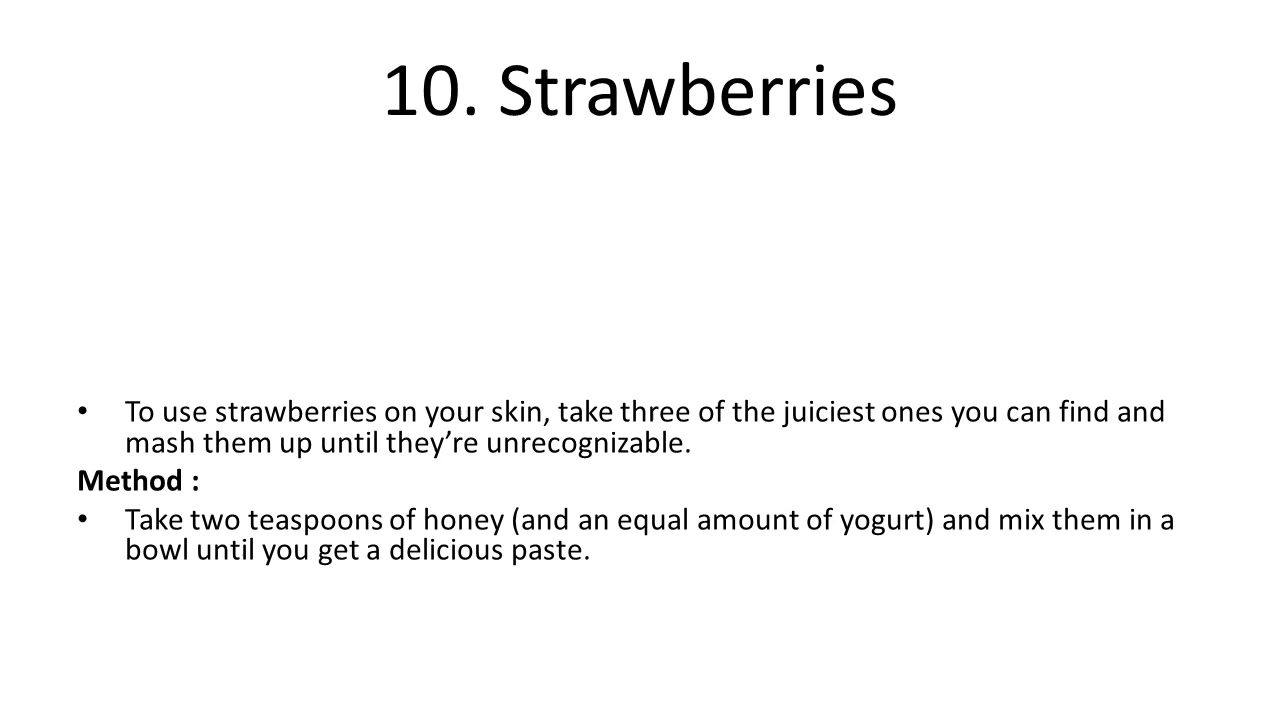 10. Strawberries
• To use strawberries on your skin, take three of the juiciest ones you can find and
mash them up until they’re unrecognizable.
Method :
• Take two teaspoons of honey (and an equal amount of yogurt) and mix them in a
bowl until you get a delicious paste.